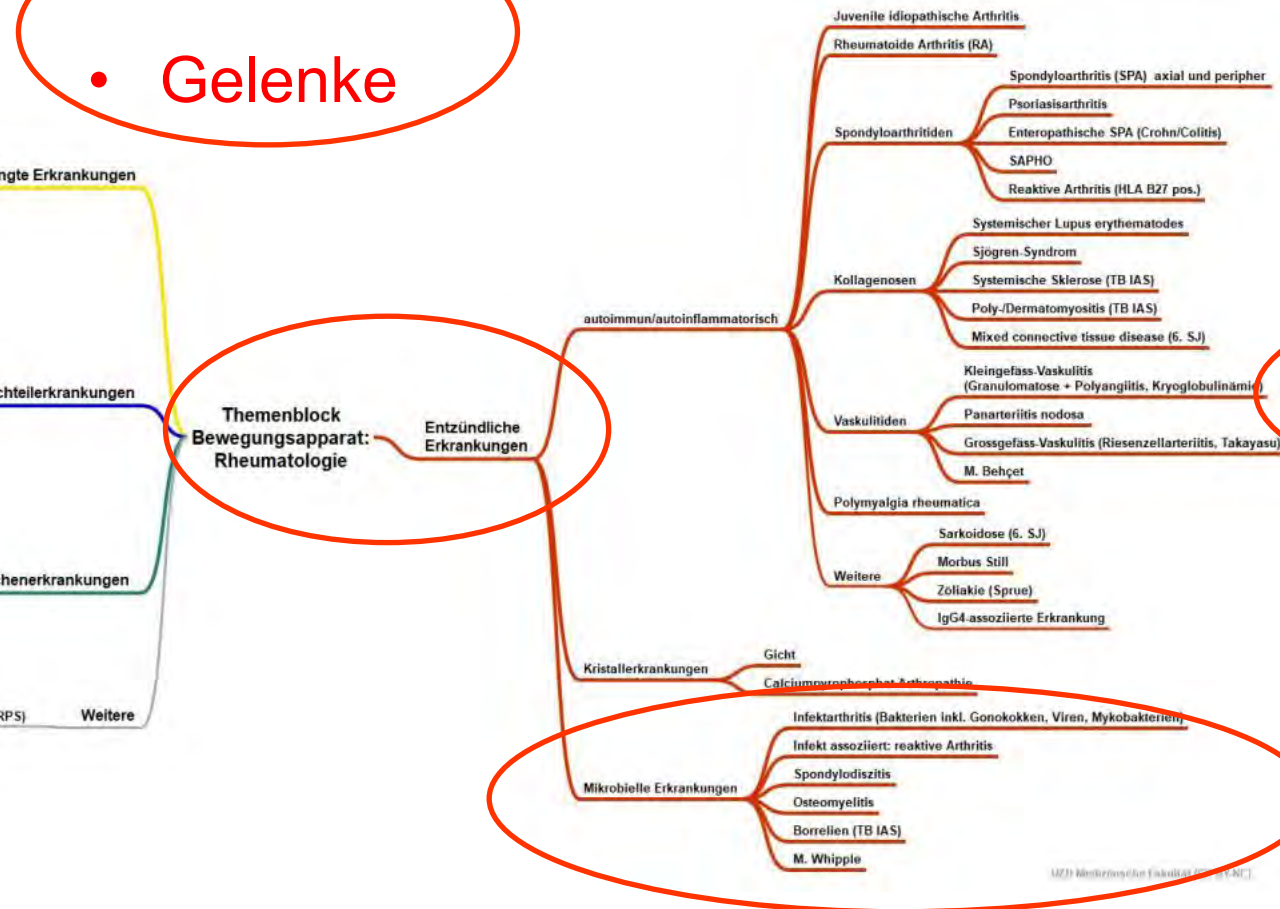 • Gelenke
ngte Erkrankungen
chteilerkrankungen
chenerkrankungen
RPS) Weitere
Themenblock
Bewegungsapparat:
Rheumatologie
Entzündliche
Erkrankungen
autoimmun/autoinflammatorisch
Juvenile idiopathische Arthritis
Rheumatoide Arthritis (RA)
Spondyloarthritiden
Spondyloarthritis (SPA) axial und peripher
Psoriasisarthritis
Enteropathische SPA (Crohn/Colitis)
SAPHO
Reaktive Arthritis (HLA B27 pos.)
Kollagenosen
Systemischer Lupus erythematodes
Sjögren-Syndrom
Systemische Sklerose (TB IAS)
Poly-/Dermatomyositis (TB IAS)
Mixed connective tissue disease (6. SJ)
Vaskulitiden
Kleingefäss-Vaskulitis
(Granulomatose + Polyangiitis, Kryoglobulinämie)
Panarteriitis nodosa
Grossgefäss-Vaskulitis (Riesenzellarteriitis, Takayasu)
M. Behçet
Polymyalgia rheumatica
Weitere
Sarkoidose (6. SJ)
Morbus Still
Zöliakie (Sprue)
IgG4-assoziierte Erkrankung
Kristallerkrankungen
Gicht
Calciumpyrophosphat-Arthropathie
Mikrobielle Erkrankungen
Infektarthritis (Bakterien inkl. Gonokokken, Viren, Mykobakterien)
Infekt assoziiert: reaktive Arthritis
Spondylodiszitis
Osteomyelitis
Borrelien (TB IAS)
M. Whipple
UZH Medizinische Fakultät